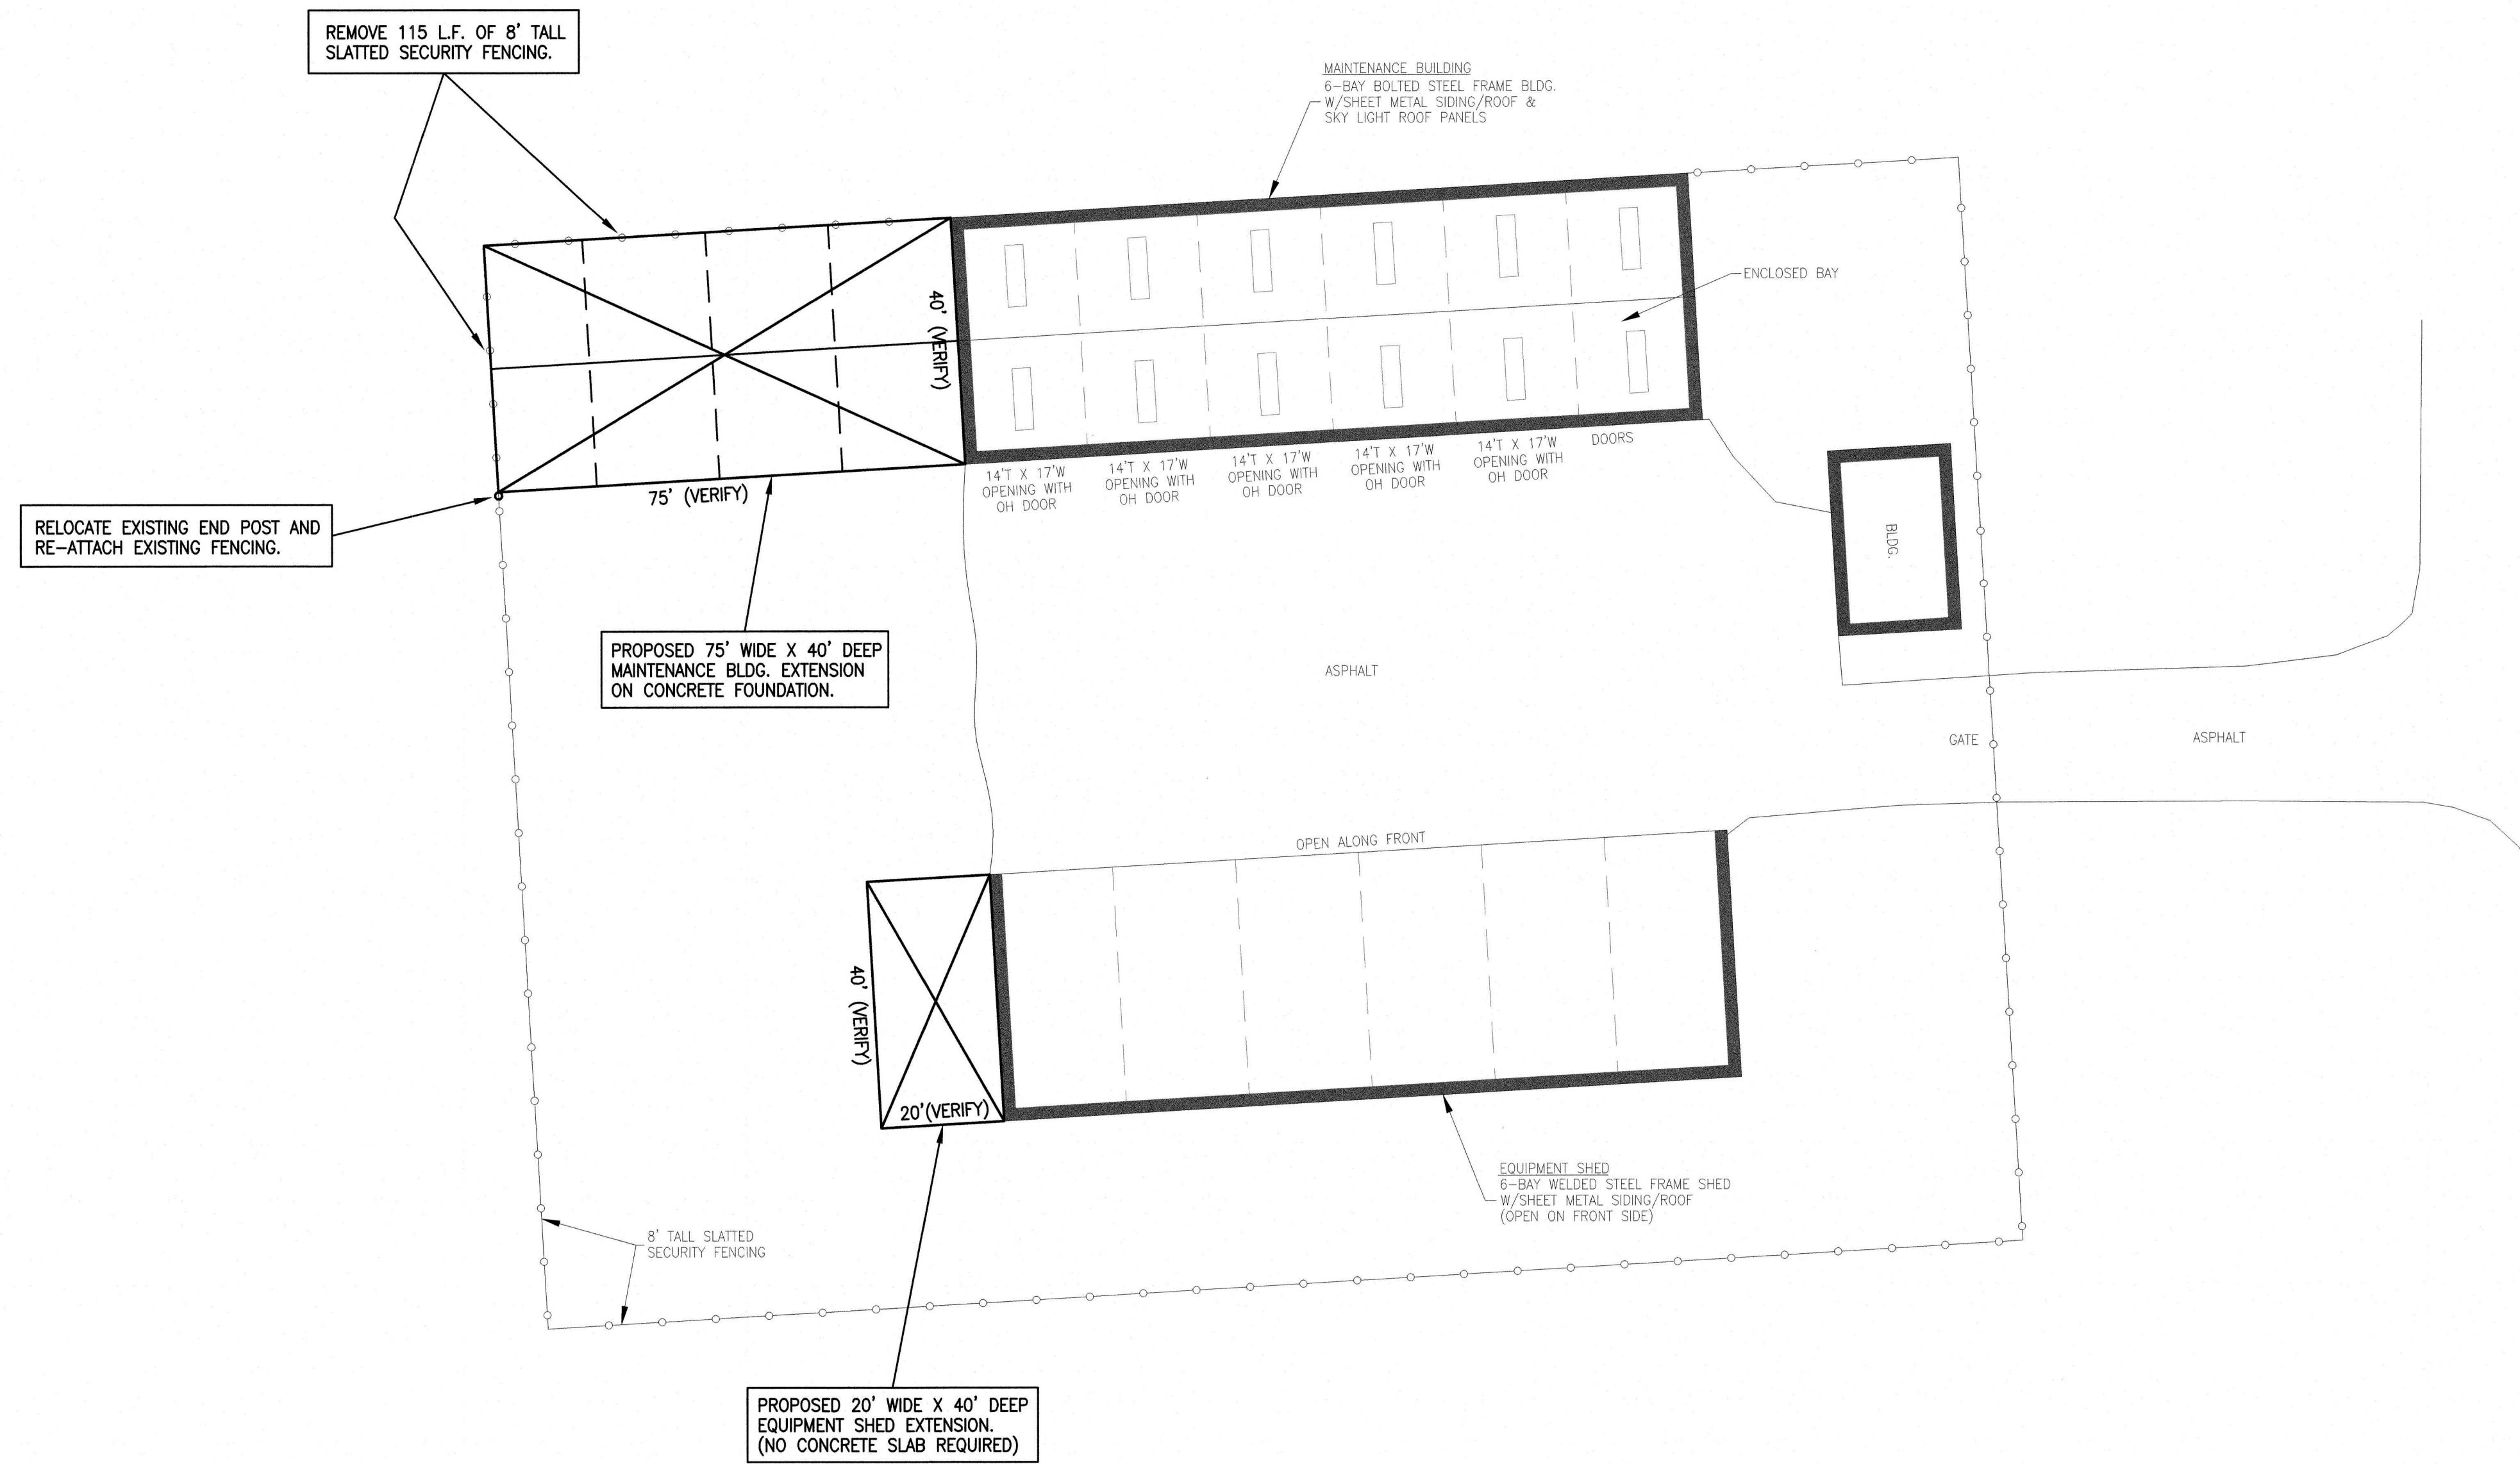 REMOVE 115 L.F. OF 8' TALL
SLATTED SECURITY FENCING.
MAINTENANCE BUILDING
6-BAY BOLTED STEEL FRAME BLDG.
W/SHEET METAL SIDING/ROOF &
SKY LIGHT ROOF PANELS
ENCLOSED BAY
40' (VERIFY)
75' (VERIFY)
14'T X 17'W
OPENING WITH
OH DOOR
14'T X 17'W
OPENING WITH
OH DOOR
14'T X 17'W
OPENING WITH
OH DOOR
14'T X 17'W
OPENING WITH
OH DOOR
14'T X 17'W
OPENING WITH
OH DOOR
DOORS
RELOCATE EXISTING END POST AND
RE-ATTACH EXISTING FENCING.
BLDG.
PROPOSED 75' WIDE X 40' DEEP
MAINTENANCE BLDG. EXTENSION
ON CONCRETE FOUNDATION.
ASPHALT
GATE
ASPHALT
OPEN ALONG FRONT
40' (VERIFY)
20'(VERIFY)
EQUIPMENT SHED
6-BAY WELDED STEEL FRAME SHED
W/SHEET METAL SIDING/ROOF
(OPEN ON FRONT SIDE)
8' TALL SLATTED
SECURITY FENCING
PROPOSED 20' WIDE X 40' DEEP
EQUIPMENT SHED EXTENSION.
(NO CONCRETE SLAB REQUIRED)